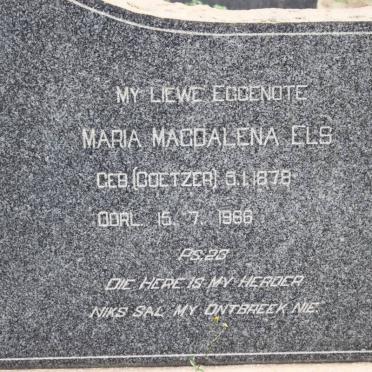 MY LIEWE EGGENOTE
MARIA MAGDALENA ELS
GEB. (COETZER) 5.1.1878
OORL. 15. 7. 1966
PS. 23
DIE HERE IS MY HERDER
NIKS SAL MY ONTBREEK NIE.